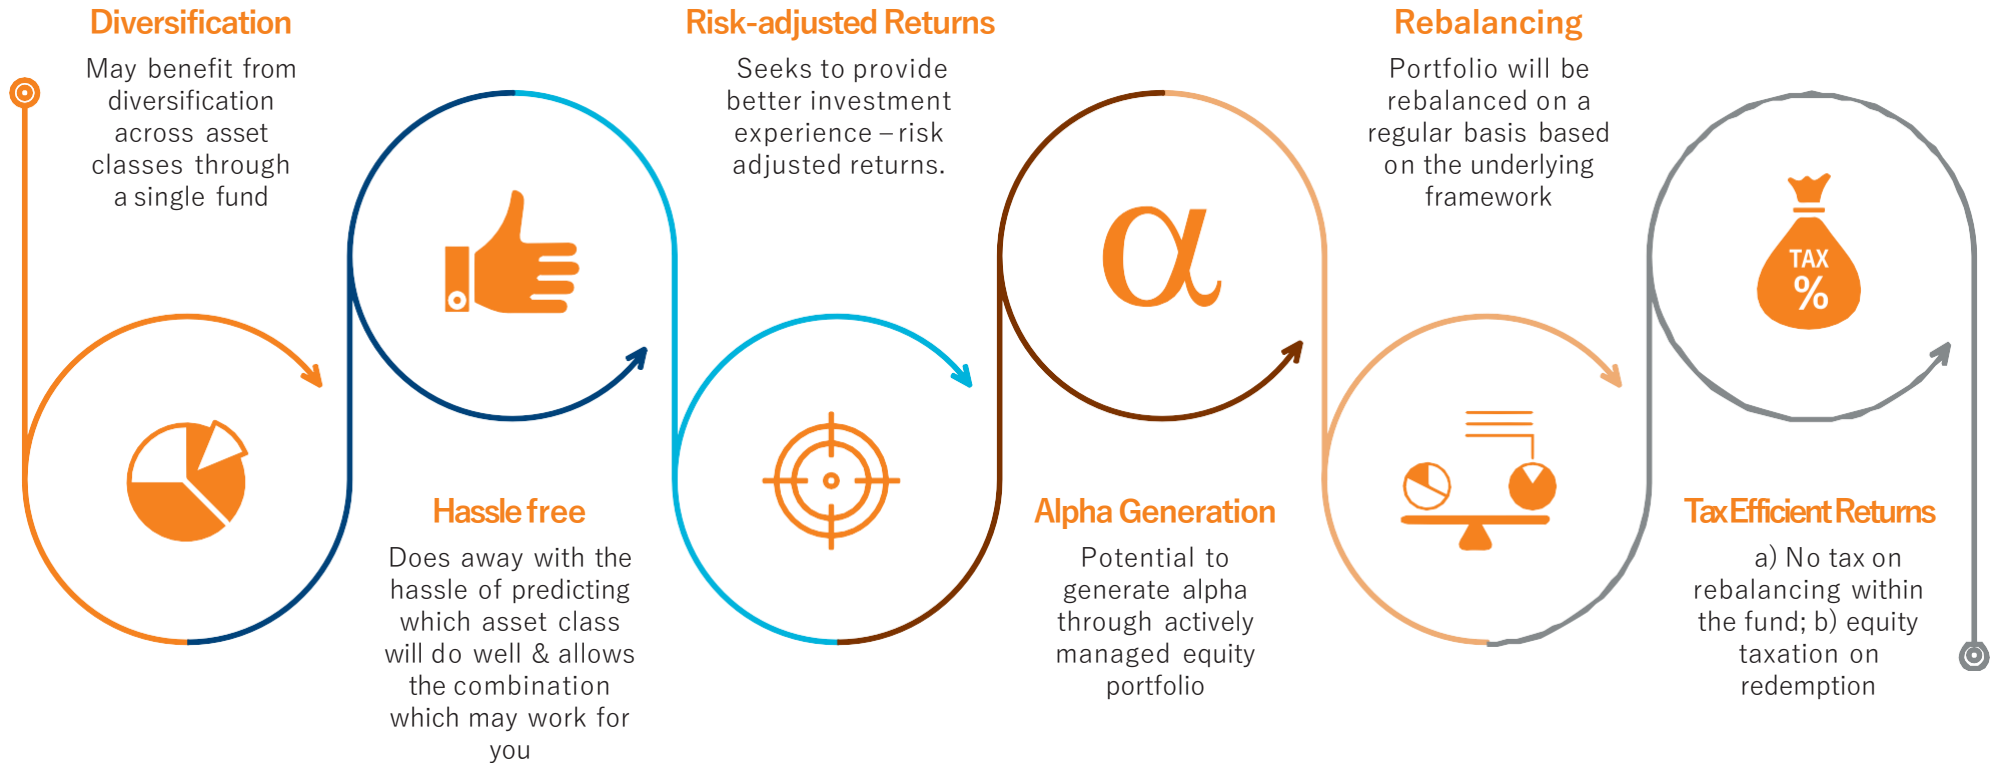 Diversification
May benefit from
diversification
across asset
classes through
a single fund
Hassle free
Does away with the
hassle of predicting
which asset class
will do well & allows
the combination
which may work for
you
Risk-adjusted Returns
Seeks to provide
better investment
experience – risk
adjusted returns.
α
Alpha Generation
Potential to
generate alpha
through actively
managed equity
portfolio
Rebalancing
Portfolio will be
rebalanced on a
regular basis based
on the underlying
framework
TAX
%
Tax Efficient Returns
a) No tax on
rebalancing within
the fund; b) equity
taxation on
redemption